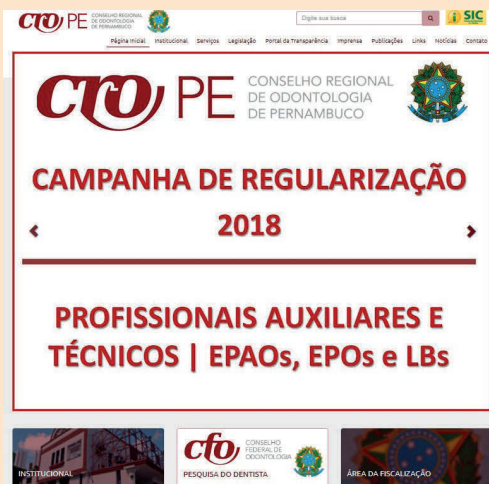 CRO PE CONSELHO REGIONAL
DE ODONTOLOGIA
DE PERNAMBUCO
Digite sua busca
SIC
Página Inicial Institucional Serviços Legislação Portal da Transparência Imprensa Publicações Links Notícias Contato
CRO PE CONSELHO REGIONAL
DE ODONTOLOGIA
DE PERNAMBUCO
CAMPANHA DE REGULARIZAÇÃO
2018
PROFISSIONAIS AUXILIARES E
TÉCNICOS | EPAOs, EPOs e LBs
INSTITUCIONAL
cfo CONSELHO
FEDERAL DE
ODONTOLOGIA
PESQUISA DO DENTISTA
ÁREA DA FISCALIZAÇÃO